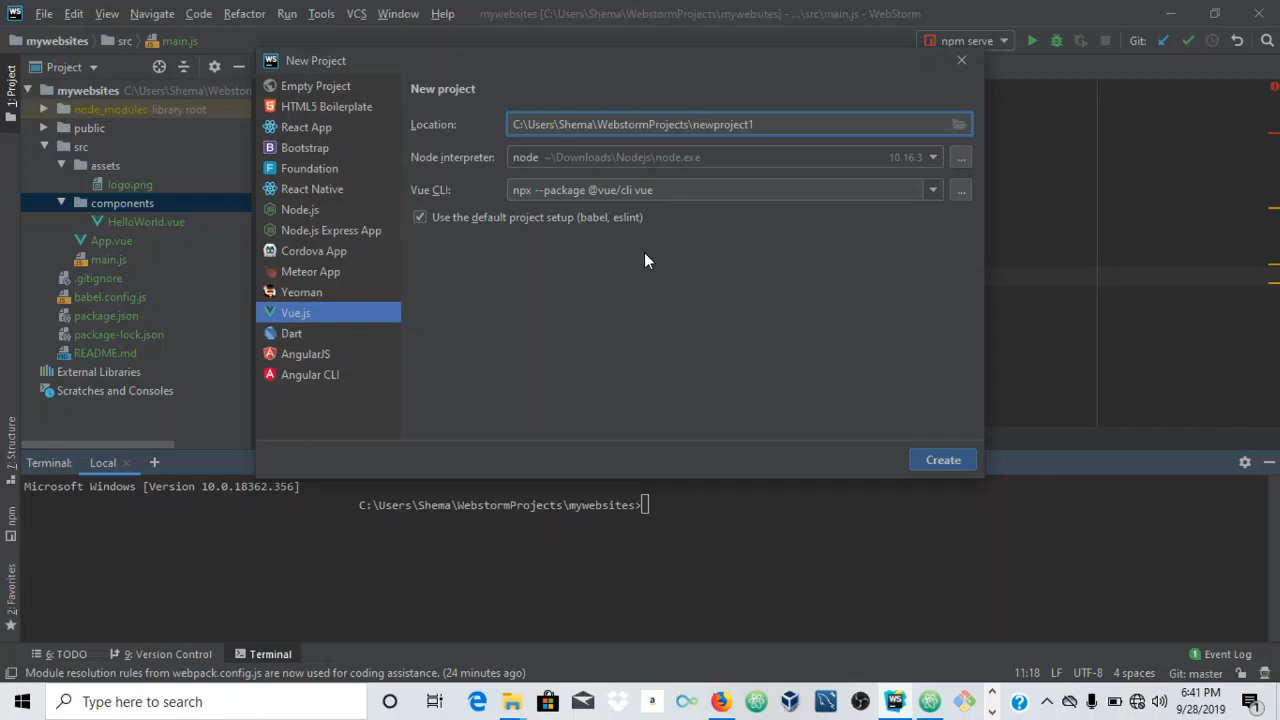 File Edit View Navigate Code Refactor Run Tools VCS Window Help mywebsites [C:\Users\Shema\WebstormProjects\mywebsites] - ...\src\main.js - WebStorm
mywebsites src main.js npm serve Git:
1: Project
Project
mywebsites C:\Users\Shema\Webstorm
node_modules library root
public
src
assets
logo.png
components
HelloWorld.vue
App.vue
main.js
.gitignore
babel.config.js
package.json
package-lock.json
README.md
External Libraries
Scratches and Consoles
New Project
Empty Project
HTML5 Boilerplate
React App
Bootstrap
Foundation
React Native
Node.js
Node.js Express App
Cordova App
Meteor App
Yeoman
Vue.js
Dart
AngularJS
Angular CLI
New project
Location: C:\Users\Shema\WebstormProjects\newproject1
Node interpreter: node ~\Downloads\Nodejs\node.exe 10.16.3 ...
Vue CLI: npx --package @vue/cli vue ...
Use the default project setup (babel, eslint)
Create
7: Structure
npm
2: Favorites
Terminal: Local
Microsoft Windows [Version 10.0.18362.356]
C:\Users\Shema\WebstormProjects\mywebsites>
6: TODO 9: Version Control Terminal 1 Event Log
Module resolution rules from webpack.config.js are now used for coding assistance. (24 minutes ago) 11:18 LF UTF-8 4 spaces Git: master
Type here to search
6:41 PM
9/28/2019